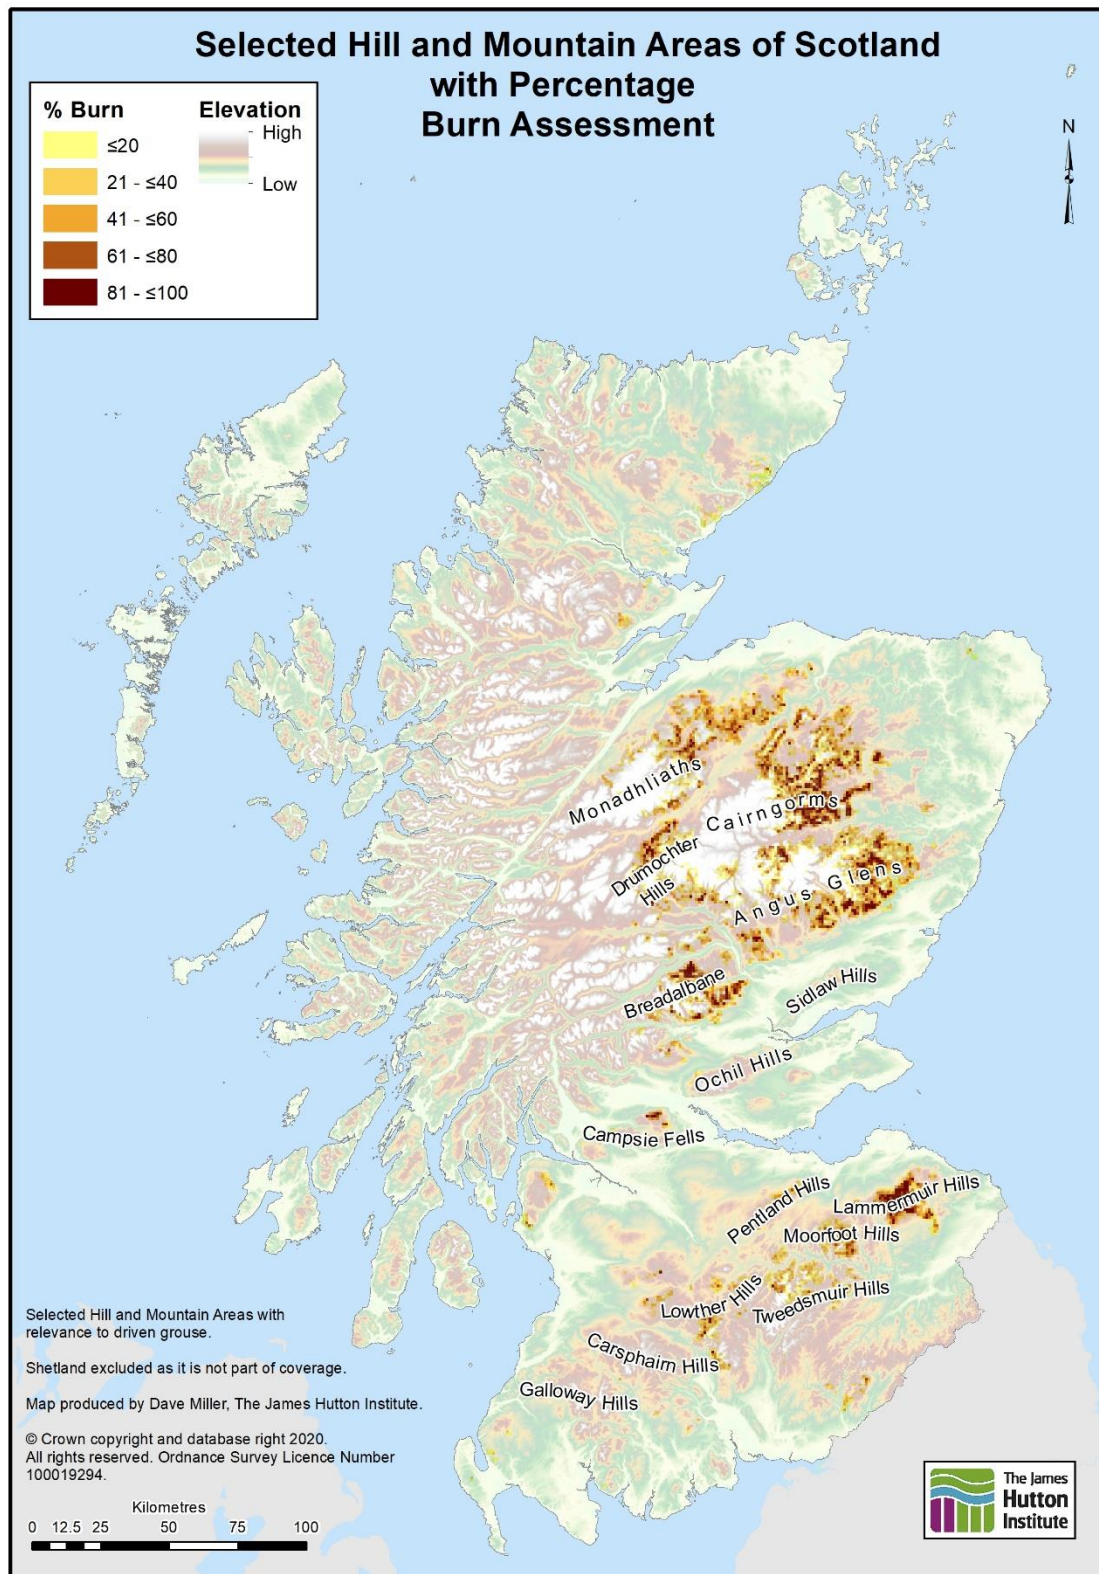 Selected Hill and Mountain Areas of Scotland
with Percentage
Burn Assessment
% Burn
≤20
21 - ≤40
41 - ≤60
61 - ≤80
81 - ≤100
Elevation
High
Low
N
Monadhliaths
Cairngorms
Drumochter
Hills
Angus Glens
Breadalbane
Sidlaw Hills
Ochil Hills
Campsie Fells
Pentland Hills
Lammermuir Hills
Moorfoot Hills
Lowther Hills
Tweedsmuir Hills
Carsphairn Hills
Galloway Hills
Selected Hill and Mountain Areas with
relevance to driven grouse.
Shetland excluded as it is not part of coverage.
Map produced by Dave Miller, The James Hutton Institute.
© Crown copyright and database right 2020.
All rights reserved. Ordnance Survey Licence Number
100019294.
Kilometres
0 12.5 25 50 75 100
The James
Hutton
Institute